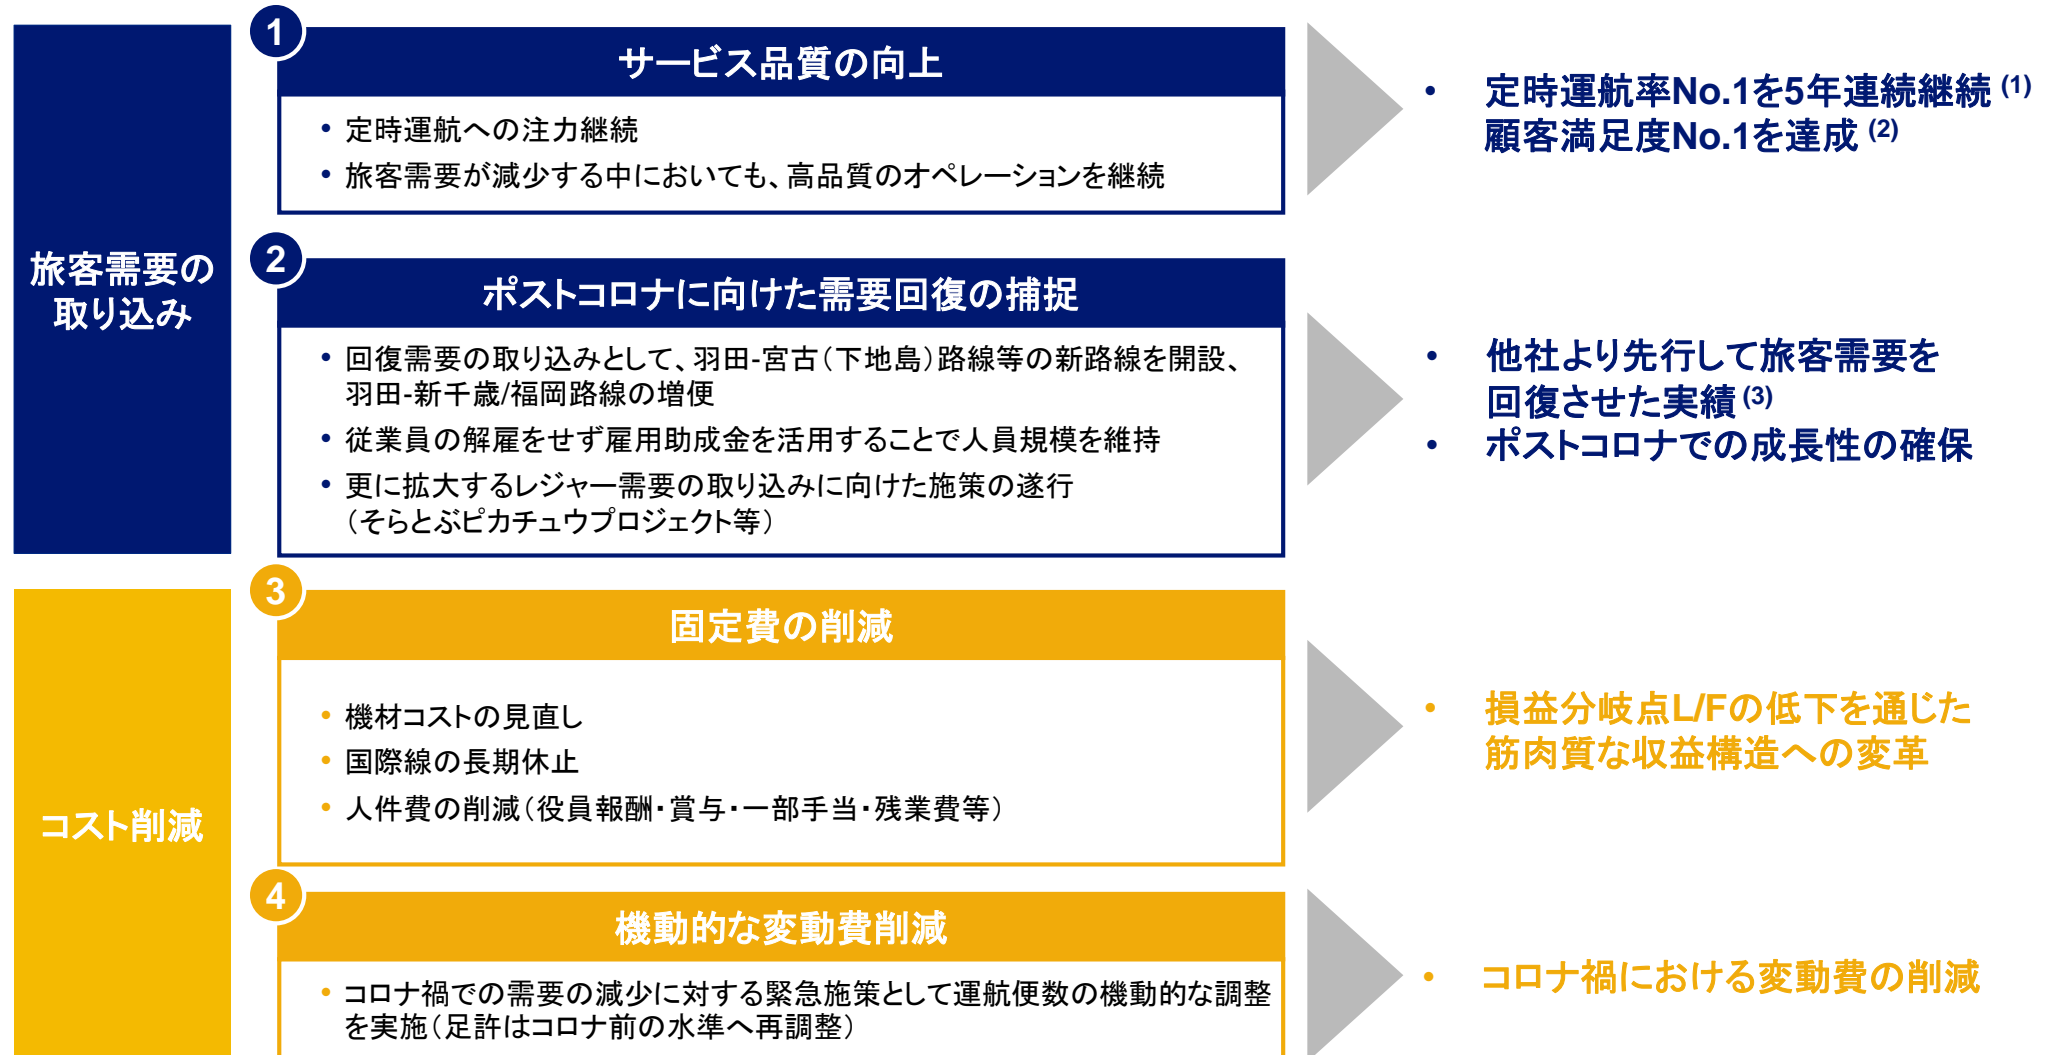 旅客需要の
取り込み
1
サービス品質の向上
• 定時運航への注力継続
• 旅客需要が減少する中においても、高品質のオペレーションを継続
• 定時運航率No.1を5年連続継続 (1)
顧客満足度No.1を達成 (2)
2
ポストコロナに向けた需要回復の捕捉
• 回復需要の取り込みとして、羽田-宮古（下地島）路線等の新路線を開設、
羽田-新千歳/福岡路線の増便
• 従業員の解雇をせず雇用助成金を活用することで人員規模を維持
• 更に拡大するレジャー需要の取り込みに向けた施策の遂行
（そらとぶピカチュウプロジェクト等）
• 他社より先行して旅客需要を
回復させた実績 (3)
• ポストコロナでの成長性の確保
コスト削減
3
固定費の削減
• 機材コストの見直し
• 国際線の長期休止
• 人件費の削減（役員報酬・賞与・一部手当・残業費等）
• 損益分岐点L/Fの低下を通じた
筋肉質な収益構造への変革
4
機動的な変動費削減
• コロナ禍での需要の減少に対する緊急施策として運航便数の機動的な調整
を実施（足許はコロナ前の水準へ再調整）
• コロナ禍における変動費の削減